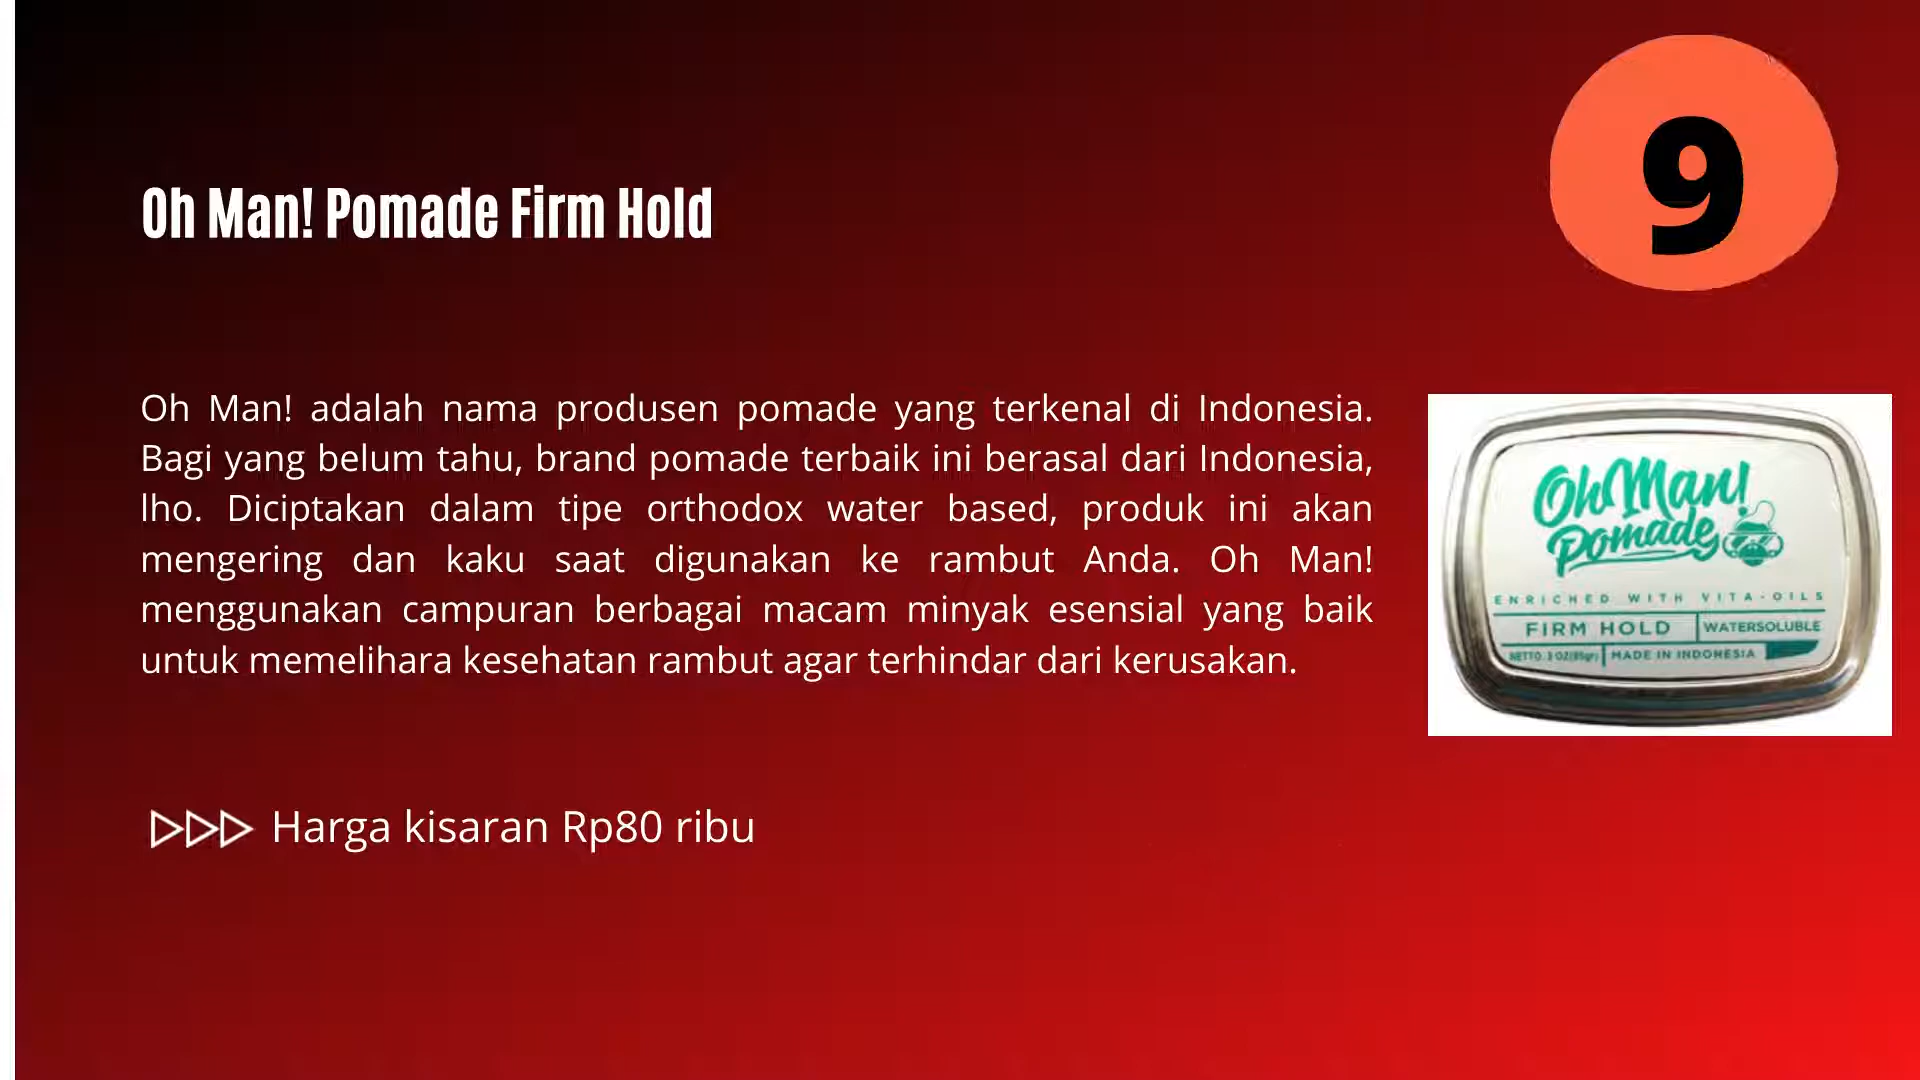 9
Oh Man! Pomade Firm Hold
Oh Man! adalah nama produsen pomade yang terkenal di Indonesia.
Bagi yang belum tahu, brand pomade terbaik ini berasal dari Indonesia,
lho. Diciptakan dalam tipe orthodox water based, produk ini akan
mengering dan kaku saat digunakan ke rambut Anda. Oh Man!
menggunakan campuran berbagai macam minyak esensial yang baik
untuk memelihara kesehatan rambut agar terhindar dari kerusakan.
Oh Man!
Pomade
ENRICHED WITH VITA-OILS
FIRM HOLD WATERSOLUBLE
NETTO. 3 OZ(85gr) MADE IN INDONESIA
Harga kisaran Rp80 ribu